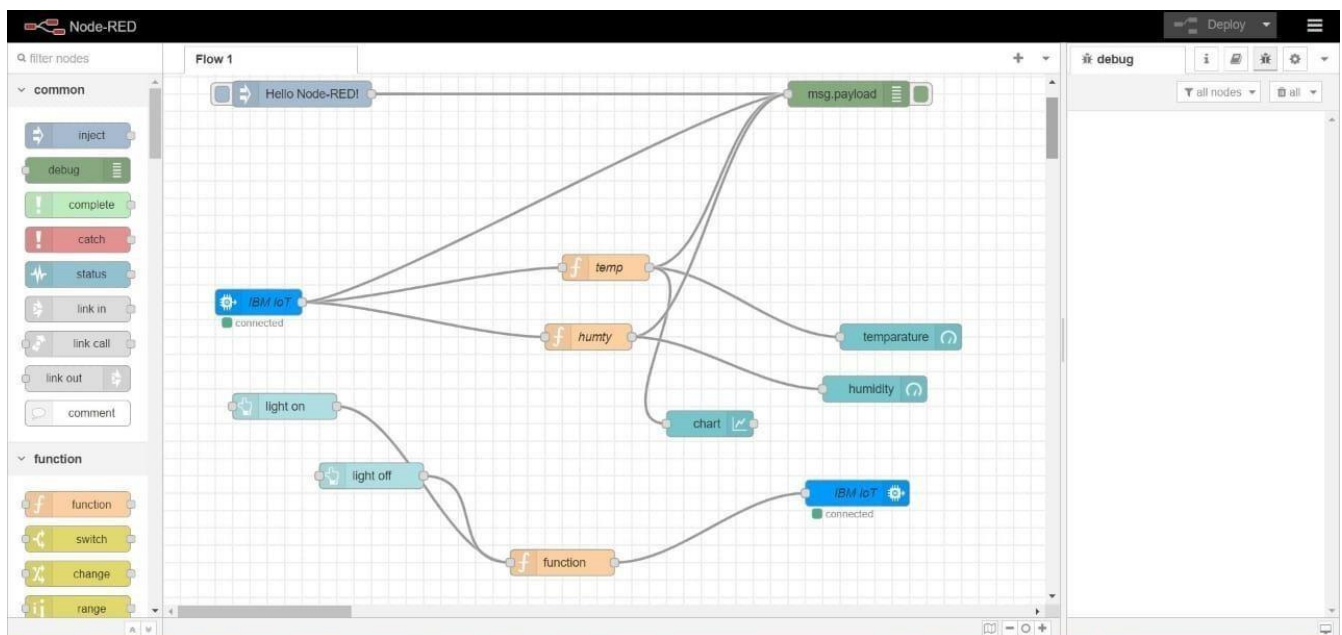 Node-RED
Deploy
filter nodes
Flow 1
debug
i
all nodes
all
common
inject
debug
complete
catch
status
link in
link call
link out
comment
function
function
switch
change
range
Hello Node-RED!
msg.payload
temp
IBM IoT
connected
humty
temparature
humidity
light on
chart
light off
IBM IoT
connected
function